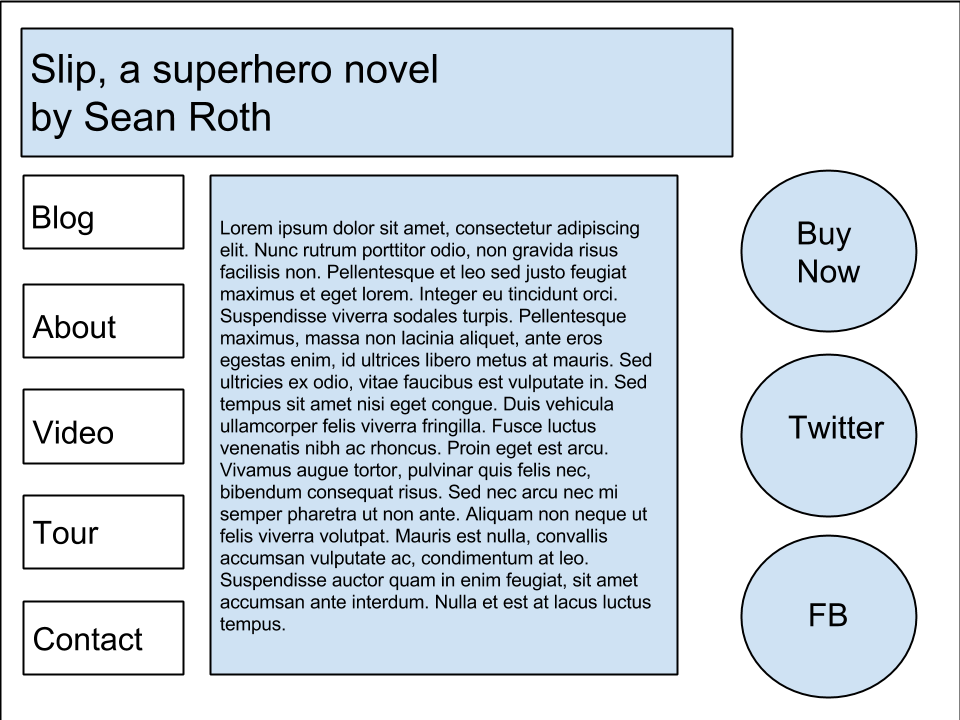 Slip, a superhero novel
by Sean Roth
Blog
About
Video
Tour
Contact
Lorem ipsum dolor sit amet, consectetur adipiscing
elit. Nunc rutrum porttitor odio, non gravida risus
facilisis non. Pellentesque et leo sed justo feugiat
maximus et eget lorem. Integer eu tincidunt orci.
Suspendisse viverra sodales turpis. Pellentesque
maximus, massa non lacinia aliquet, ante eros
egestas enim, id ultrices libero metus at mauris. Sed
ultricies ex odio, vitae faucibus est vulputate in. Sed
tempus sit amet nisi eget congue. Duis vehicula
ullamcorper felis viverra fringilla. Fusce luctus
venenatis nibh ac rhoncus. Proin eget est arcu.
Vivamus augue tortor, pulvinar quis felis nec,
bibendum consequat risus. Sed nec arcu nec mi
semper pharetra ut non ante. Aliquam non neque ut
felis viverra volutpat. Mauris est nulla, convallis
accumsan vulputate ac, condimentum at leo.
Suspendisse auctor quam in enim feugiat, sit amet
accumsan ante interdum. Nulla et est at lacus luctus
tempus.
Buy
Now
Twitter
FB